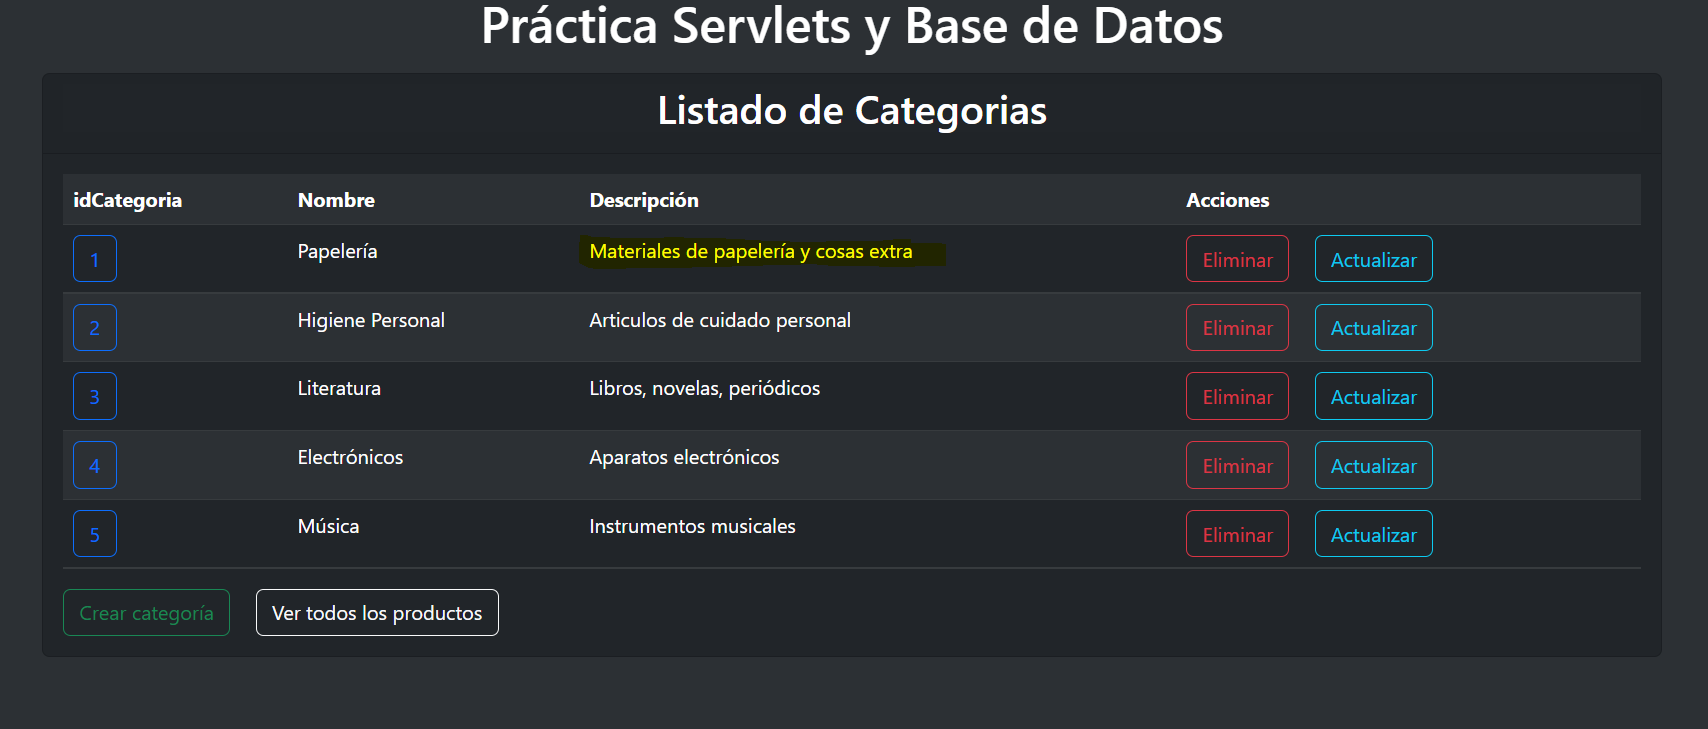 Práctica Servlets y Base de Datos
Listado de Categorias
idCategoria Nombre Descripción Acciones
1 Papelería Materiales de papelería y cosas extra Eliminar Actualizar
2 Higiene Personal Articulos de cuidado personal Eliminar Actualizar
3 Literatura Libros, novelas, periódicos Eliminar Actualizar
4 Electrónicos Aparatos electrónicos Eliminar Actualizar
5 Música Instrumentos musicales Eliminar Actualizar
Crear categoría Ver todos los productos